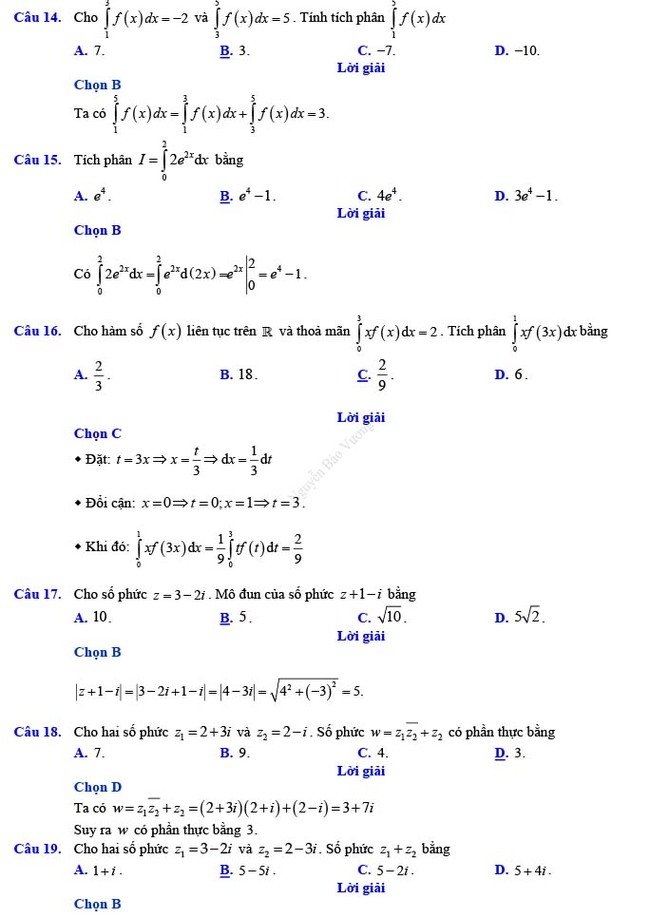 Câu 14. Cho ∫₁³ f(x)dx = −2 và ∫₃⁵ f(x)dx = 5. Tính tích phân ∫₁⁵ f(x)dx
A. 7. B. 3. C. −7. D. −10.
Lời giải
Chọn B
Ta có ∫₁⁵ f(x)dx = ∫₁³ f(x)dx + ∫₃⁵ f(x)dx = 3.
Câu 15. Tích phân I = ∫₀² 2e²ˣdx bằng
A. e⁴. B. e⁴ − 1. C. 4e⁴. D. 3e⁴ − 1.
Lời giải
Chọn B
Có ∫₀² 2e²ˣdx = ∫₀² e²ˣd(2x) = e²ˣ|₀² = e⁴ − 1.
Câu 16. Cho hàm số f(x) liên tục trên ℝ và thoả mãn ∫₀³ xf(x)dx = 2. Tích phân ∫₀¹ xf(3x)dx bằng
A. 2/3. B. 18. C. 2/9. D. 6.
Lời giải
Chọn C
♦ Đặt: t = 3x ⇒ x = t/3 ⇒ dx = 1/3 dt
♦ Đổi cận: x = 0 ⇒ t = 0; x = 1 ⇒ t = 3.
♦ Khi đó: ∫₀¹ xf(3x)dx = 1/9 ∫₀³ tf(t)dt = 2/9
Nguyễn Bảo Vương
Câu 17. Cho số phức z = 3 − 2i. Mô đun của số phức z + 1 − i bằng
A. 10. B. 5. C. √10. D. 5√2.
Lời giải
Chọn B
|z + 1 − i| = |3 − 2i + 1 − i| = |4 − 3i| = √(4² + (−3)²) = 5.
Câu 18. Cho hai số phức z₁ = 2 + 3i và z₂ = 2 − i. Số phức w = z₁z̅₂ + z₂ có phần thực bằng
A. 7. B. 9. C. 4. D. 3.
Lời giải
Chọn D
Ta có w = z₁z̅₂ + z₂ = (2 + 3i)(2 + i) + (2 − i) = 3 + 7i
Suy ra w có phần thực bằng 3.
Câu 19. Cho hai số phức z₁ = 3 − 2i và z₂ = 2 − 3i. Số phức z₁ + z₂ bằng
A. 1 + i. B. 5 − 5i. C. 5 − 2i. D. 5 + 4i.
Lời giải
Chọn B